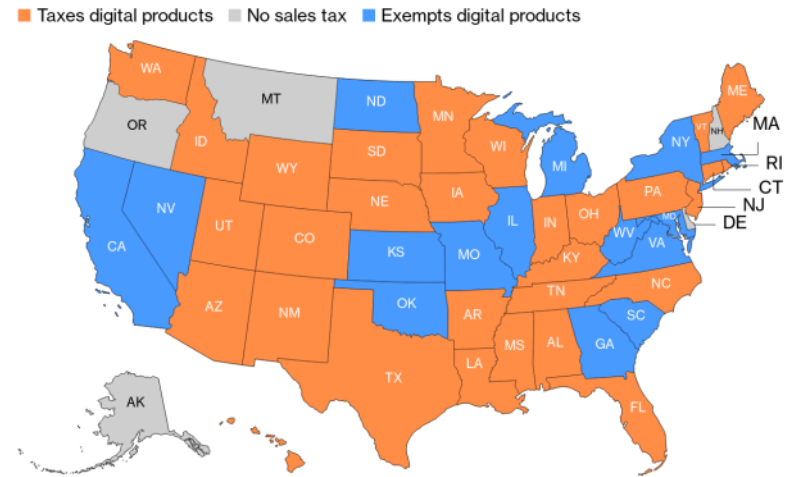 Taxes digital products No sales tax Exempts digital products
WA
ME
MT
ND
MN
VT
NH
MA
OR
ID
WI
NY
MI
RI
SD
WY
CT
IA
PA
NE
NJ
NV
IL
IN
OH
MD
DE
UT
CO
WV
VA
CA
KS
MO
KY
NC
TN
AZ
NM
OK
AR
SC
MS
AL
GA
LA
TX
AK
FL